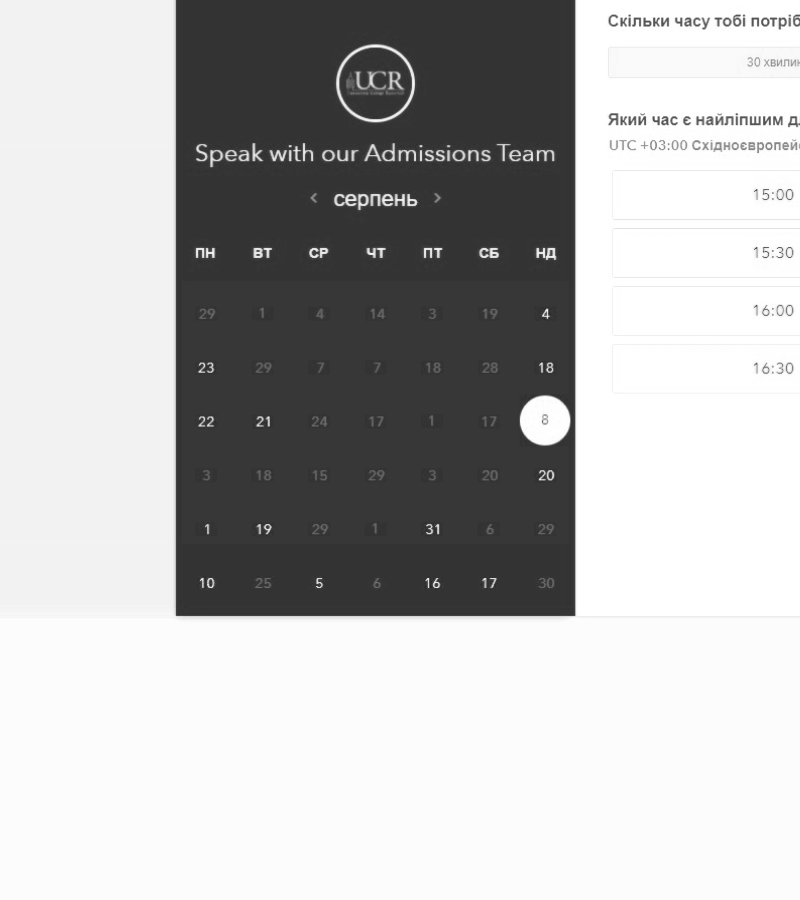 UCR
Speak with our Admissions Team
‹ серпень ›
ПН ВТ СР ЧТ ПТ СБ НД
29 1 4 14 3 19 4
23 29 7 7 18 28 18
22 21 24 17 1 17 8
3 18 15 29 3 20 20
1 19 29 1 31 6 29
10 25 5 6 16 17 30
Скільки часу тобі потріб
30 хвилин
Який час є найліпшим д
UTC +03:00 Східноєвропей
15:00
15:30
16:00
16:30